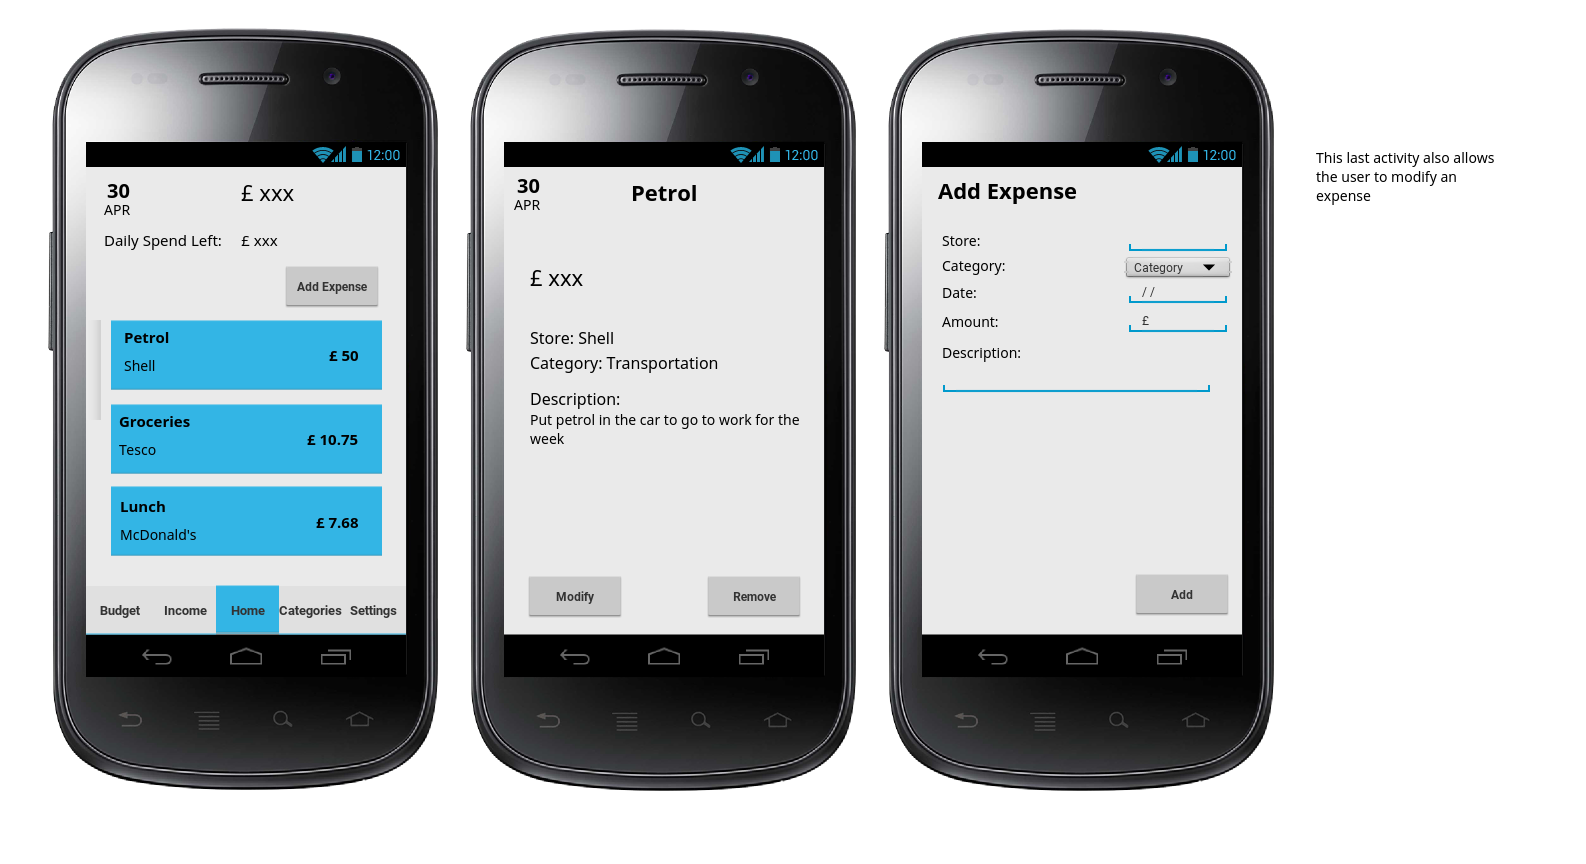 12:00
30
APR
£ xxx
Daily Spend Left: £ xxx
Add Expense
Petrol
Shell
£ 50
Groceries
Tesco
£ 10.75
Lunch
McDonald's
£ 7.68
Budget Income Home Categories Settings
12:00
30
APR
Petrol
£ xxx
Store: Shell
Category: Transportation
Description:
Put petrol in the car to go to work for the
week
Modify Remove
12:00
Add Expense
Store:
Category: Category
Date: / /
Amount: £
Description:
Add
This last activity also allows
the user to modify an
expense